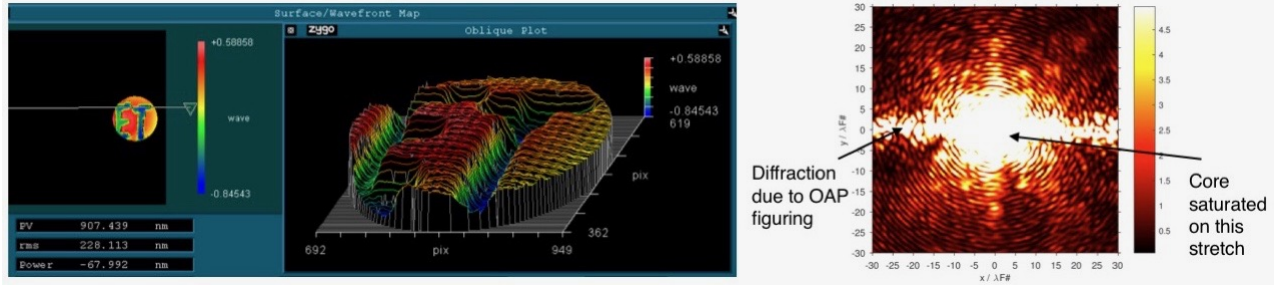 Surface/Wavefront Map
+0.58858
wave
-0.84543
PV 907.439 nm
rms 228.113 nm
Power -67.992 nm
zygo Oblique Plot
+0.58858
wave
-0.84543
619
pix
362
692 pix 949
30
25
20
15
10
5
0
-5
-10
-15
-20
-25
-30
y / λF#
-30 -25 -20 -15 -10 -5 0 5 10 15 20 25 30
x / λF#
4.5
4
3.5
3
2.5
1.5
1
0.5
Diffraction
due to OAP
figuring
Core
saturated
on this
stretch